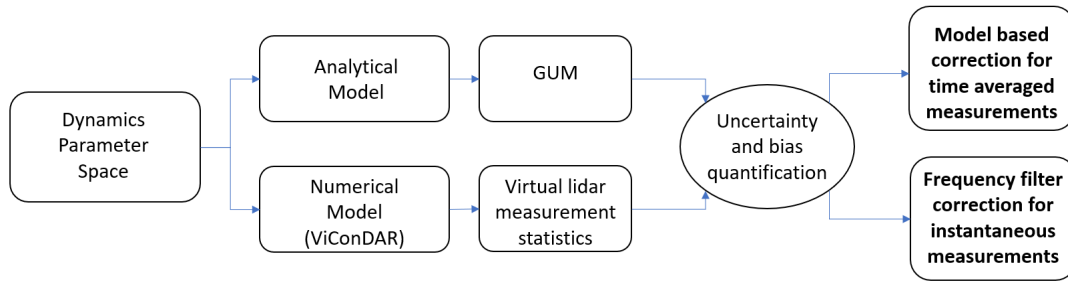 Dynamics
Parameter
Space
Analytical
Model
GUM
Numerical
Model
(ViConDAR)
Virtual lidar
measurement
statistics
Uncertainty
and bias
quantification
Model based
correction for
time averaged
measurements
Frequency filter
correction for
instantaneous
measurements